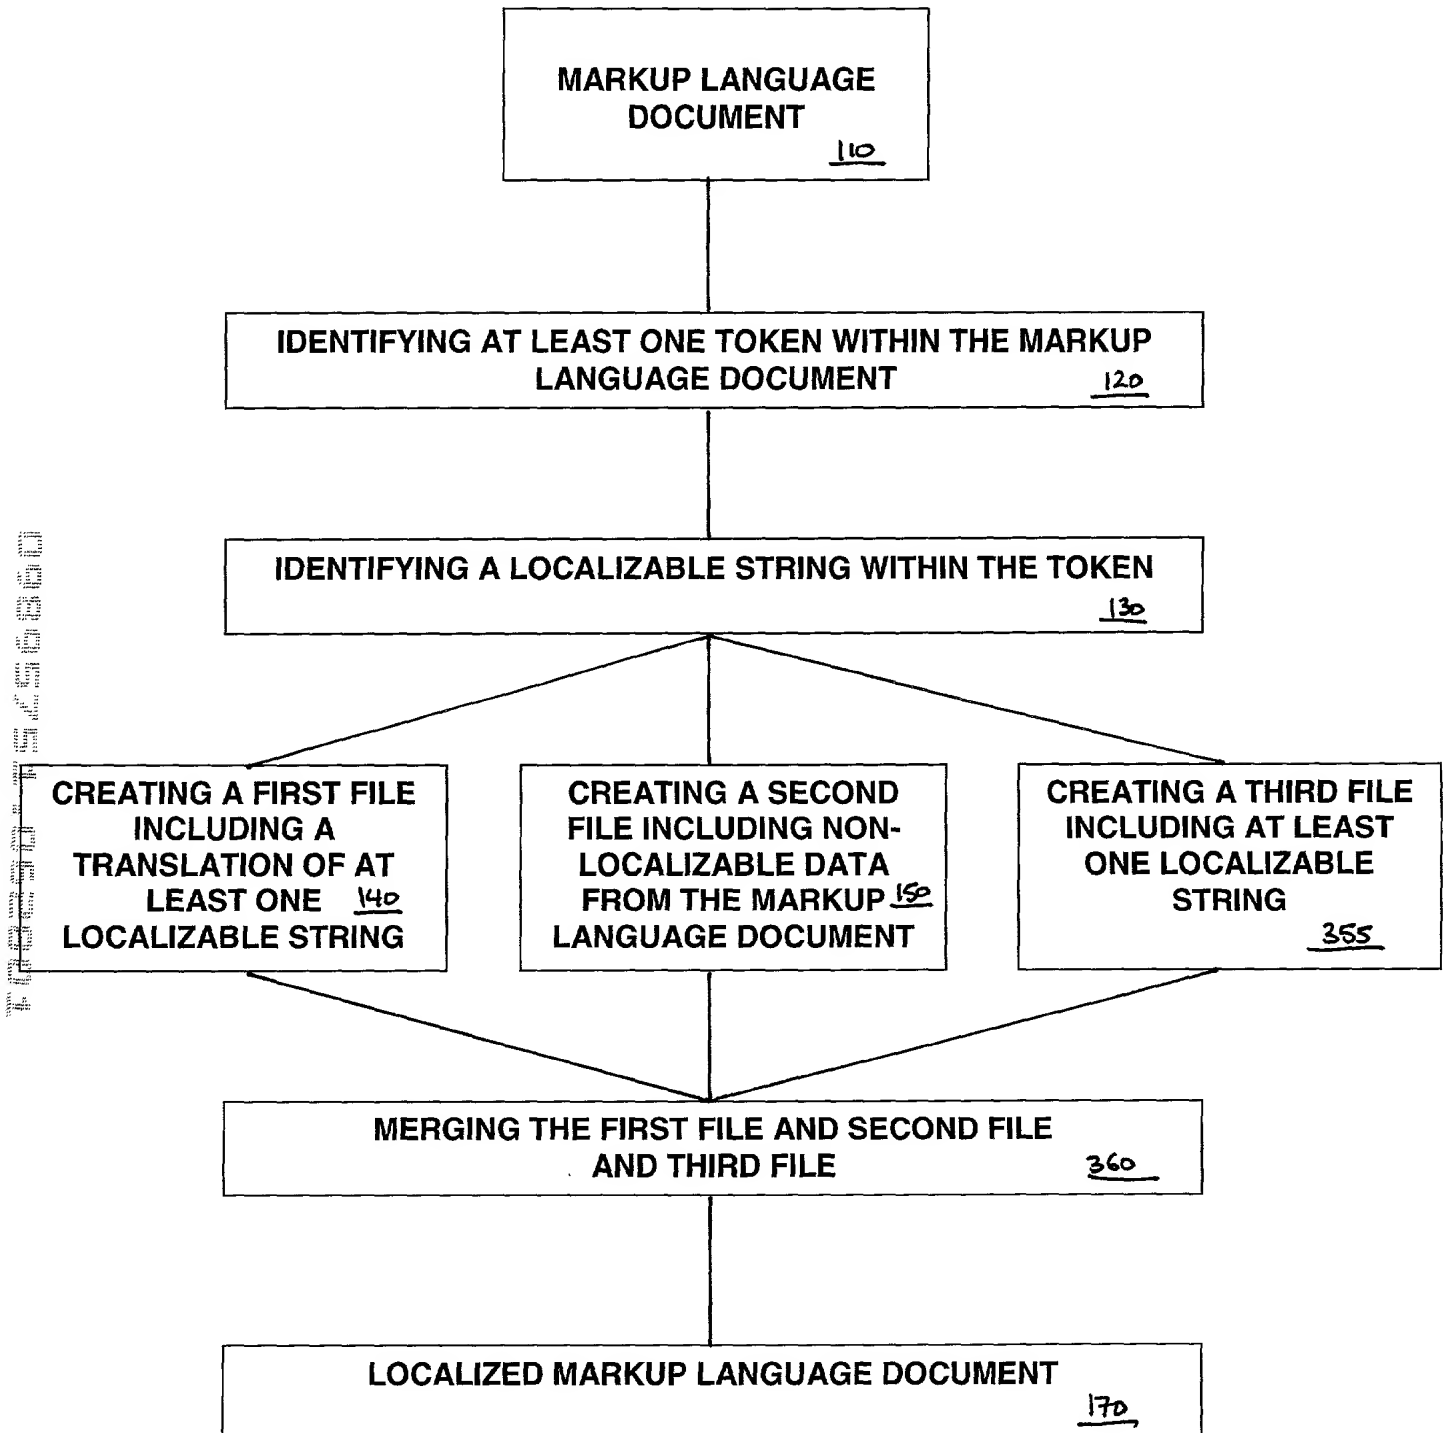 MARKUP LANGUAGE
DOCUMENT
110
IDENTIFYING AT LEAST ONE TOKEN WITHIN THE MARKUP
LANGUAGE DOCUMENT
120
IDENTIFYING A LOCALIZABLE STRING WITHIN THE TOKEN
130
CREATING A FIRST FILE
INCLUDING A
TRANSLATION OF AT
LEAST ONE 140
LOCALIZABLE STRING
CREATING A SECOND
FILE INCLUDING NON-
LOCALIZABLE DATA
FROM THE MARKUP 150
LANGUAGE DOCUMENT
CREATING A THIRD FILE
INCLUDING AT LEAST
ONE LOCALIZABLE
STRING
355
MERGING THE FIRST FILE AND SECOND FILE
AND THIRD FILE 360
LOCALIZED MARKUP LANGUAGE DOCUMENT
170